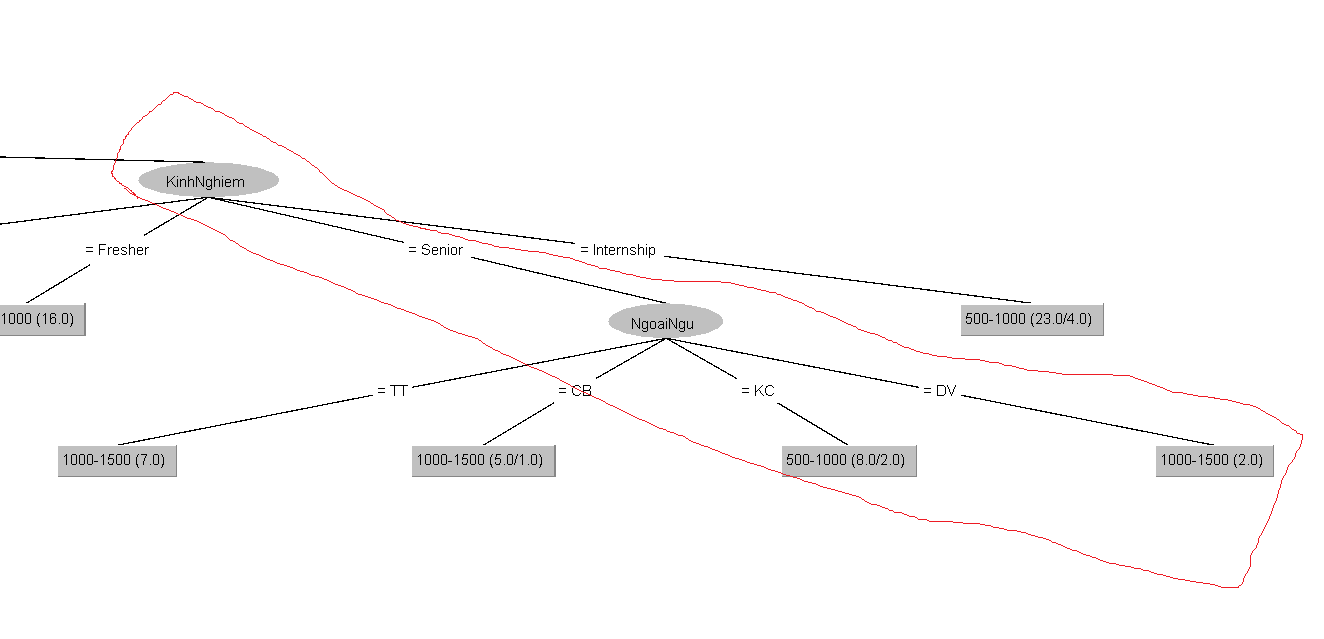 KinhNghiem
= Fresher
= Senior
= Internship
1000 (16.0)
NgoaiNgu
500-1000 (23.0/4.0)
= TT
= CB
= KC
= DV
1000-1500 (7.0)
1000-1500 (5.0/1.0)
500-1000 (8.0/2.0)
1000-1500 (2.0)